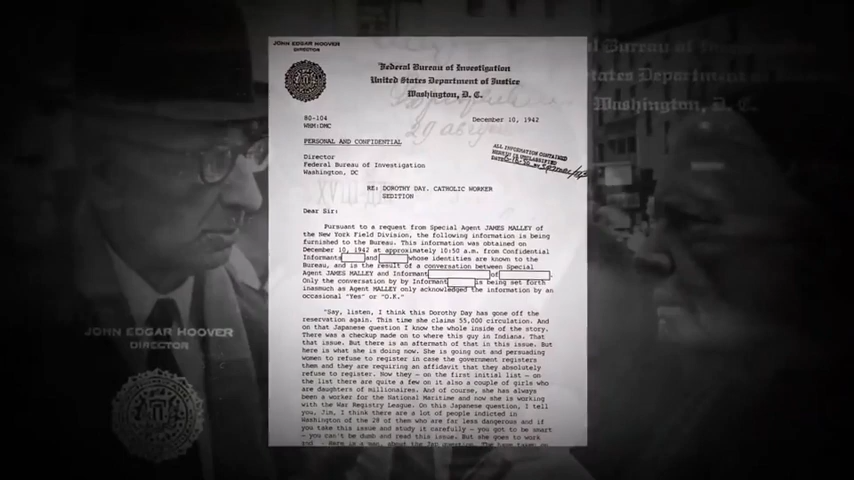 JOHN EDGAR HOOVER
DIRECTOR
Federal Bureau of Investigation
United States Department of Justice
Washington, D. C.
80-104
WHM:DMC
December 10, 1942
PERSONAL AND CONFIDENTIAL
ALL INFORMATION CONTAINED
HEREIN IS UNCLASSIFIED
DATE
Director
Federal Bureau of Investigation
Washington, DC
RE: DOROTHY DAY. CATHOLIC WORKER
SEDITION
Dear Sir:
Pursuant to a request from Special Agent JAMES MALLEY of
the New York Field Division, the following information is being
furnished to the Bureau. This information was obtained on
December 10, 1942 at approximately 10:50 a.m. from Confidential
Informants and whose identities are known to the
Bureau, and is the result of a conversation between Special
Agent JAMES MALLEY and Informant of
Only the conversation by by Informant is being set forth
inasmuch as Agent MALLEY only acknowledged the information by an
occasional "Yes" or "O.K."
"Say, listen, I think this Dorothy Day has gone off the
reservation again. This time she claims 55,000 circulation. And
on that Japanese question I know the whole inside of the story.
There was a checkup made on to where this guy in Indiana. That
that issue. But there is an aftermath of that in this issue. But
here is what she is doing now. She is going out and persuading
women to refuse to register in case the government registers
them and they are requiring an affidavit that they absolutely
refuse to register. Now they — on the first initial list — on
the list there are quite a few on it also a couple of girls who
are daughters of millionaires. And of course, she has always
been a worker for the National Maritime and now she is working
with the War Registry League. On this Japanese question, I tell
you, Jim, I think there are a lot of people indicted in
Washington of the 28 of them who are far less dangerous and if
you take this issue and study it carefully — you got to be smart
— you can't be dumb and read this issue. But she goes to work
Bureau of
States Department
Washington, D. C.
JOHN EDGAR HOOVER
DIRECTOR